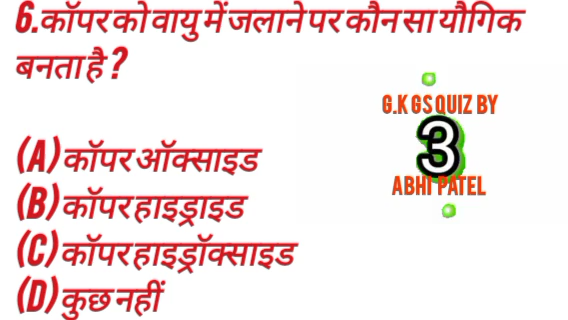 6.कॉपर को वायु में जलाने पर कौन सा यौगिक
बनता है ?
G.K GS QUIZ BY
3
ABHI PATEL
(A) कॉपर ऑक्साइड
(B) कॉपर हाइड्राइड
(C) कॉपर हाइड्रॉक्साइड
(D) कुछ नहीं